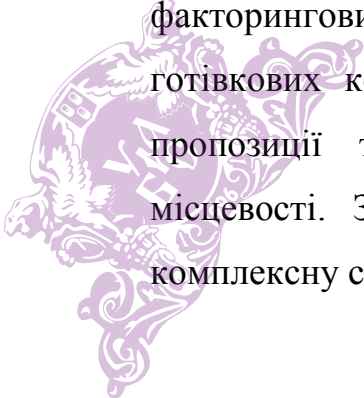 факторингови
готівкових к
пропозиції т
місцевості. З
комплексну с